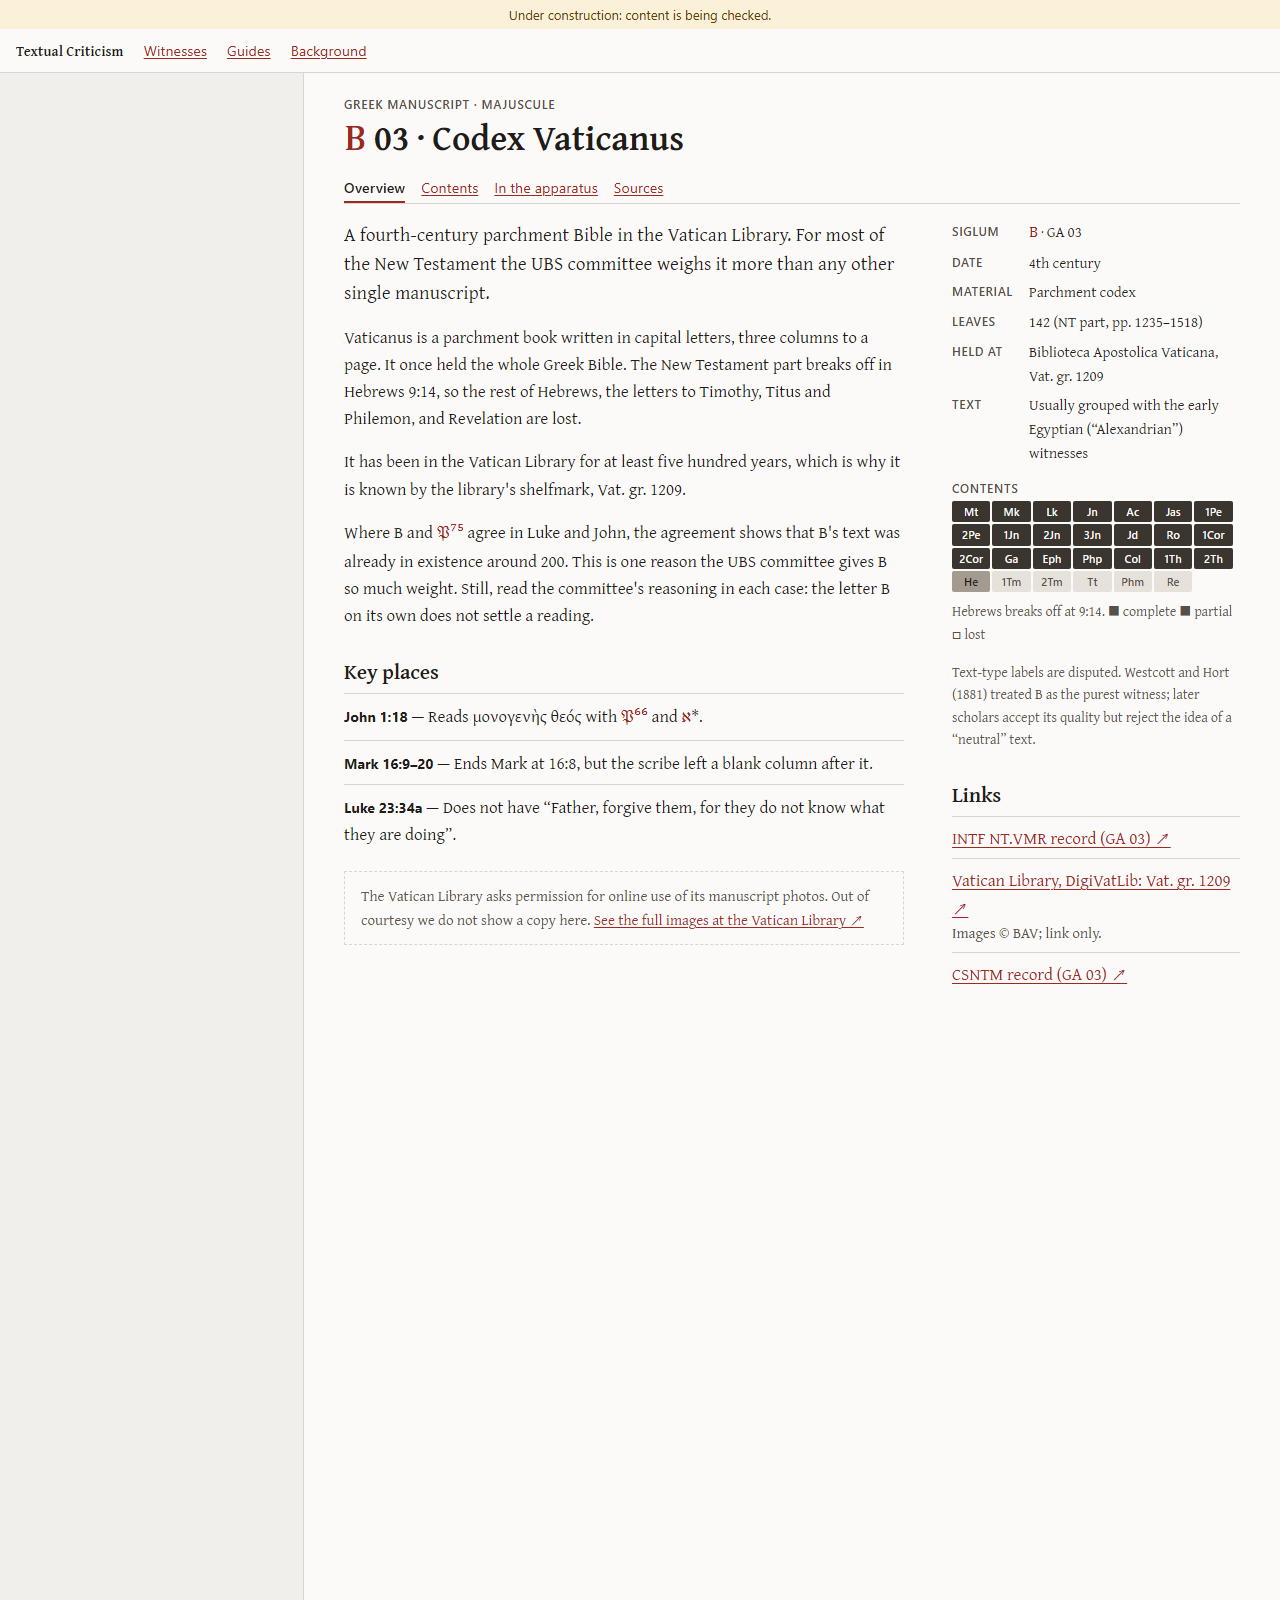 Under construction: content is being checked.
Textual Criticism Witnesses Guides Background
GREEK MANUSCRIPT · MAJUSCULE
B 03 · Codex Vaticanus
Overview Contents In the apparatus Sources
A fourth-century parchment Bible in the Vatican Library. For most of
the New Testament the UBS committee weighs it more than any other
single manuscript.
Vaticanus is a parchment book written in capital letters, three columns to a
page. It once held the whole Greek Bible. The New Testament part breaks off in
Hebrews 9:14, so the rest of Hebrews, the letters to Timothy, Titus and
Philemon, and Revelation are lost.
It has been in the Vatican Library for at least five hundred years, which is why it
is known by the library's shelfmark, Vat. gr. 1209.
Where B and 𝔓⁷⁵ agree in Luke and John, the agreement shows that B's text was
already in existence around 200. This is one reason the UBS committee gives B
so much weight. Still, read the committee's reasoning in each case: the letter B
on its own does not settle a reading.
Key places
John 1:18 — Reads μονογενὴς θεός with 𝔓⁶⁶ and ℵ*.
Mark 16:9–20 — Ends Mark at 16:8, but the scribe left a blank column after it.
Luke 23:34a — Does not have “Father, forgive them, for they do not know what
they are doing”.
The Vatican Library asks permission for online use of its manuscript photos. Out of
courtesy we do not show a copy here. See the full images at the Vatican Library ↗
SIGLUM B · GA 03
DATE 4th century
MATERIAL Parchment codex
LEAVES 142 (NT part, pp. 1235–1518)
HELD AT Biblioteca Apostolica Vaticana,
Vat. gr. 1209
TEXT Usually grouped with the early
Egyptian (“Alexandrian”)
witnesses
CONTENTS
Mt Mk Lk Jn Ac Jas 1Pe
2Pe 1Jn 2Jn 3Jn Jd Ro 1Cor
2Cor Ga Eph Php Col 1Th 2Th
He 1Tm 2Tm Tt Phm Re
Hebrews breaks off at 9:14. ■ complete ■ partial
□ lost
Text-type labels are disputed. Westcott and Hort
(1881) treated B as the purest witness; later
scholars accept its quality but reject the idea of a
“neutral” text.
Links
INTF NT.VMR record (GA 03) ↗
Vatican Library, DigiVatLib: Vat. gr. 1209
↗
Images © BAV; link only.
CSNTM record (GA 03) ↗